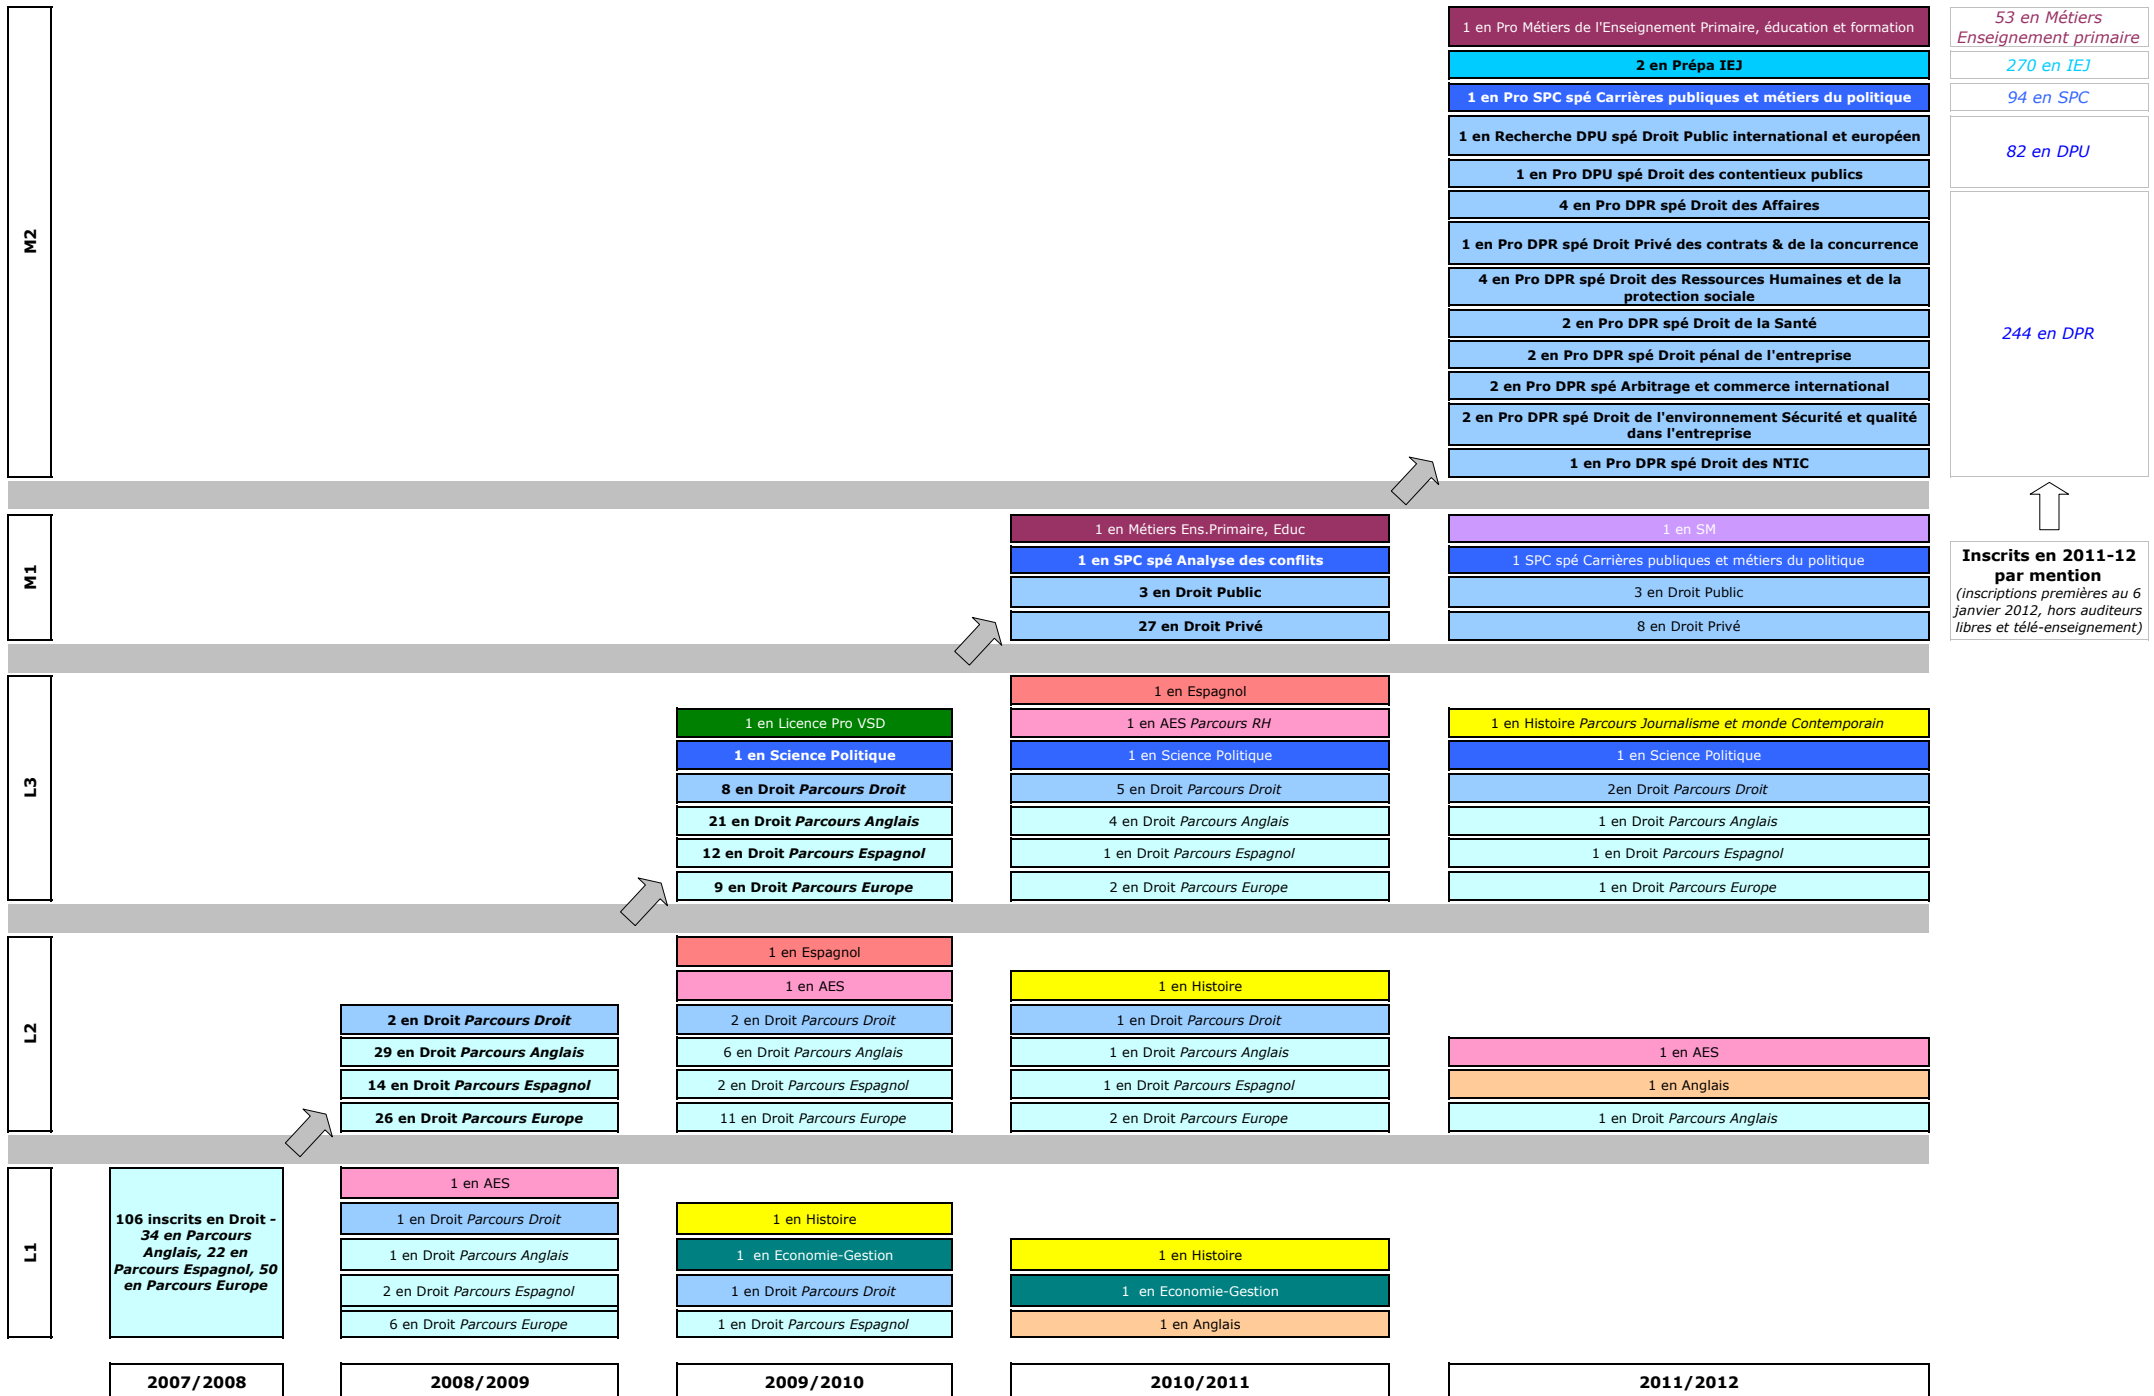 M2
1 en Pro Métiers de l'Enseignement Primaire, éducation et formation
2 en Prépa IEJ
1 en Pro SPC spé Carrières publiques et métiers du politique
1 en Recherche DPU spé Droit Public international et européen
1 en Pro DPU spé Droit des contentieux publics
4 en Pro DPR spé Droit des Affaires
1 en Pro DPR spé Droit Privé des contrats & de la concurrence
4 en Pro DPR spé Droit des Ressources Humaines et de la
protection sociale
2 en Pro DPR spé Droit de la Santé
2 en Pro DPR spé Droit pénal de l'entreprise
2 en Pro DPR spé Arbitrage et commerce international
2 en Pro DPR spé Droit de l'environnement Sécurité et qualité
dans l'entreprise
1 en Pro DPR spé Droit des NTIC
53 en Métiers
Enseignement primaire
270 en IEJ
94 en SPC
82 en DPU
244 en DPR
Inscrits en 2011-12
par mention
(inscriptions premières au 6
janvier 2012, hors auditeurs
libres et télé-enseignement)
M1
1 en Métiers Ens.Primaire, Educ
1 en SPC spé Analyse des conflits
3 en Droit Public
27 en Droit Privé
1 en SM
1 SPC spé Carrières publiques et métiers du politique
3 en Droit Public
8 en Droit Privé
L3
1 en Licence Pro VSD
1 en Science Politique
8 en Droit Parcours Droit
21 en Droit Parcours Anglais
12 en Droit Parcours Espagnol
9 en Droit Parcours Europe
1 en Espagnol
1 en AES Parcours RH
1 en Science Politique
5 en Droit Parcours Droit
4 en Droit Parcours Anglais
1 en Droit Parcours Espagnol
2 en Droit Parcours Europe
1 en Histoire Parcours Journalisme et monde Contemporain
1 en Science Politique
2en Droit Parcours Droit
1 en Droit Parcours Anglais
1 en Droit Parcours Espagnol
1 en Droit Parcours Europe
L2
2 en Droit Parcours Droit
29 en Droit Parcours Anglais
14 en Droit Parcours Espagnol
26 en Droit Parcours Europe
1 en Espagnol
1 en AES
2 en Droit Parcours Droit
6 en Droit Parcours Anglais
2 en Droit Parcours Espagnol
11 en Droit Parcours Europe
1 en Histoire
1 en Droit Parcours Droit
1 en Droit Parcours Anglais
1 en Droit Parcours Espagnol
2 en Droit Parcours Europe
1 en AES
1 en Anglais
1 en Droit Parcours Anglais
L1
106 inscrits en Droit -
34 en Parcours
Anglais, 22 en
Parcours Espagnol, 50
en Parcours Europe
1 en AES
1 en Droit Parcours Droit
1 en Droit Parcours Anglais
2 en Droit Parcours Espagnol
6 en Droit Parcours Europe
1 en Histoire
1 en Economie-Gestion
1 en Droit Parcours Droit
1 en Droit Parcours Espagnol
1 en Histoire
1 en Economie-Gestion
1 en Anglais
2007/2008
2008/2009
2009/2010
2010/2011
2011/2012